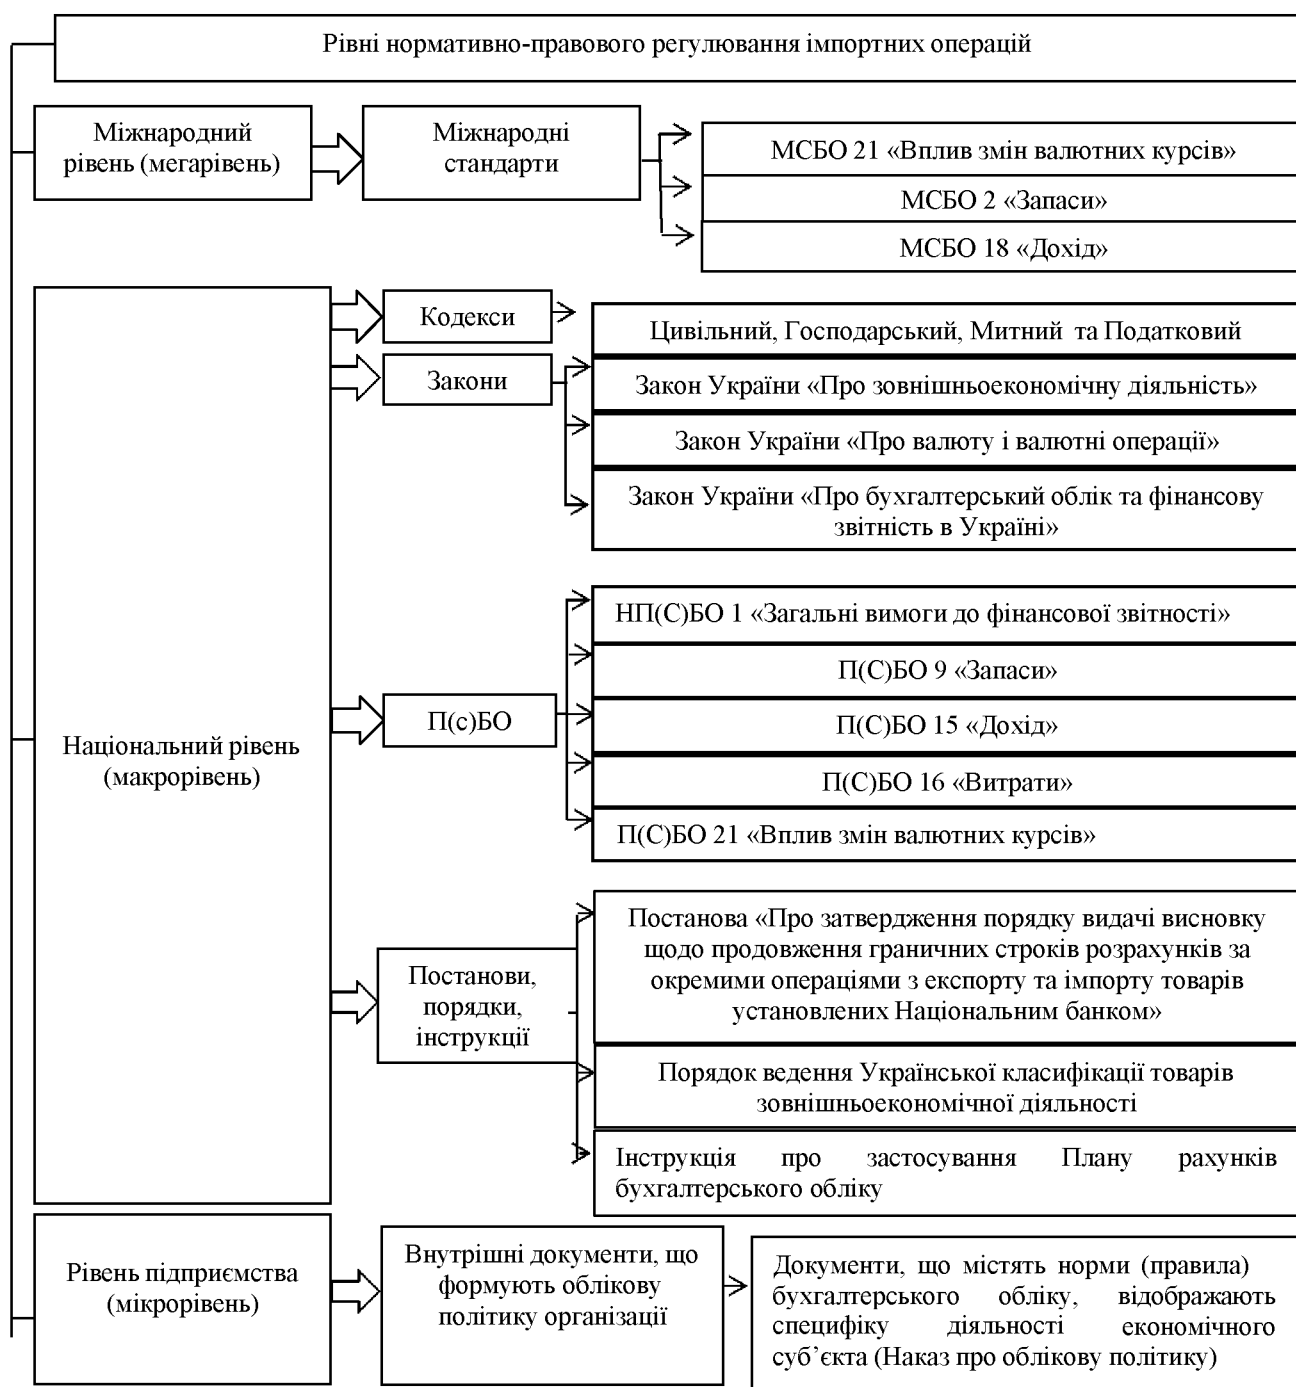 Рівні нормативно-правового регулювання імпортних операцій
Міжнародний
рівень (мегарівень)
Міжнародні
стандарти
МСБО 21 «Вплив змін валютних курсів»
МСБО 2 «Запаси»
МСБО 18 «Дохід»
Національний рівень
(макрорівень)
Кодекси
Цивільний, Господарський, Митний та Податковий
Закони
Закон України «Про зовнішньоекономічну діяльність»
Закон України «Про валюту і валютні операції»
Закон України «Про бухгалтерський облік та фінансову
звітність в Україні»
П(с)БО
НП(С)БО 1 «Загальні вимоги до фінансової звітності»
П(С)БО 9 «Запаси»
П(С)БО 15 «Дохід»
П(С)БО 16 «Витрати»
П(С)БО 21 «Вплив змін валютних курсів»
Постанови,
порядки,
інструкції
Постанова «Про затвердження порядку видачі висновку
щодо продовження граничних строків розрахунків за
окремими операціями з експорту та імпорту товарів
установлених Національним банком»
Порядок ведення Української класифікації товарів
зовнішньоекономічної діяльності
Інструкція про застосування Плану рахунків
бухгалтерського обліку
Рівень підприємства
(мікрорівень)
Внутрішні документи, що
формують облікову
політику організації
Документи, що містять норми (правила)
бухгалтерського обліку, відображають
специфіку діяльності економічного
суб’єкта (Наказ про облікову політику)